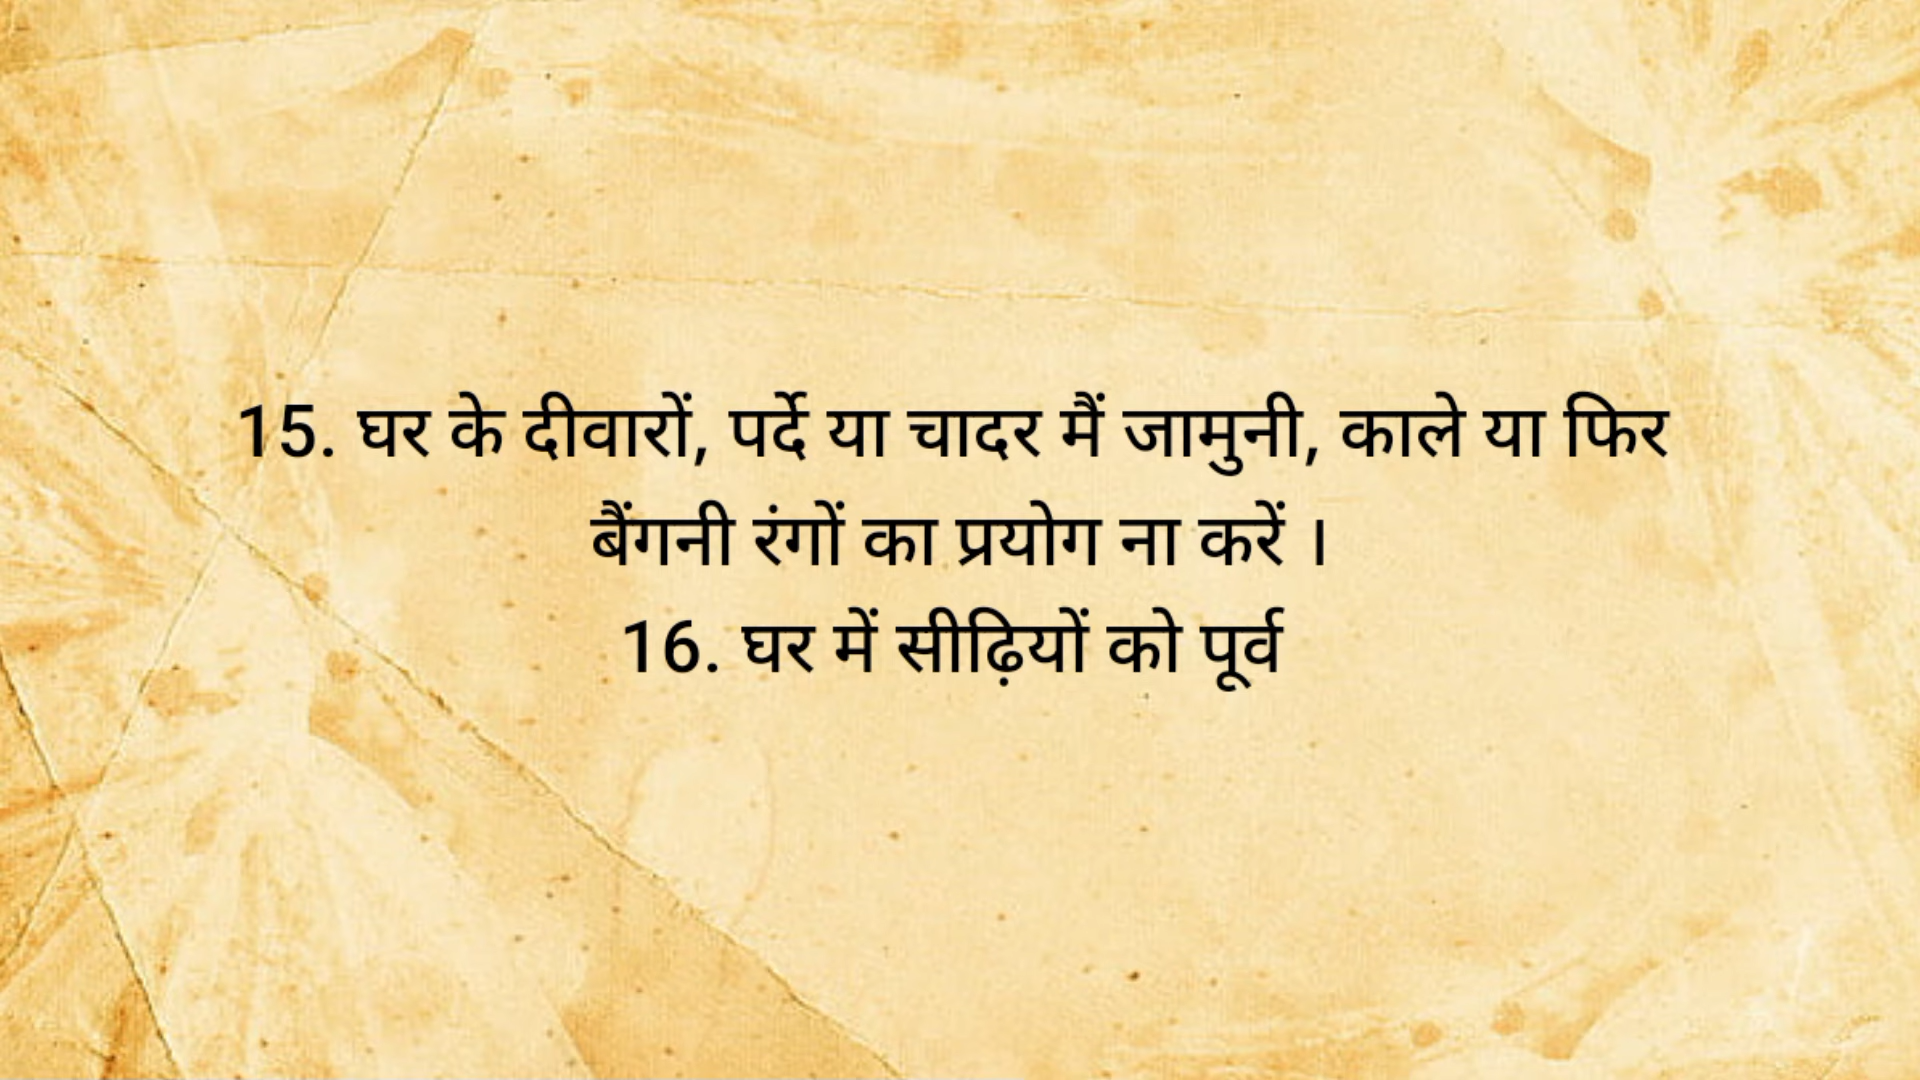 15. घर के दीवारों, पर्दे या चादर मैं जामुनी, काले या फिर
बैंगनी रंगों का प्रयोग ना करें ।
16. घर में सीढ़ियों को पूर्व